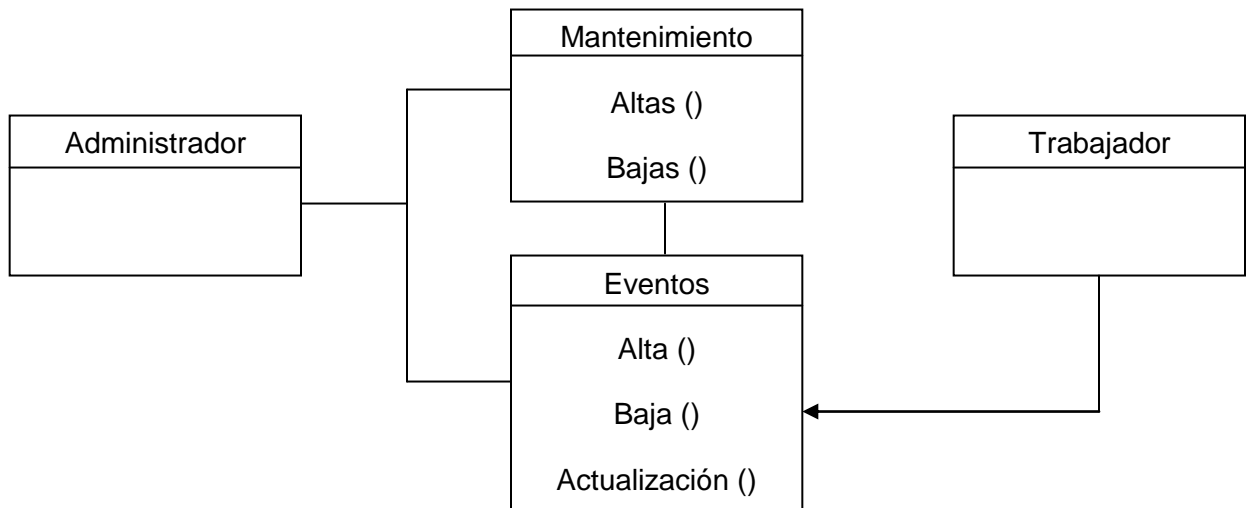 Mantenimiento
Altas ()
Bajas ()
Administrador
Trabajador
Eventos
Alta ()
Baja ()
Actualización ()